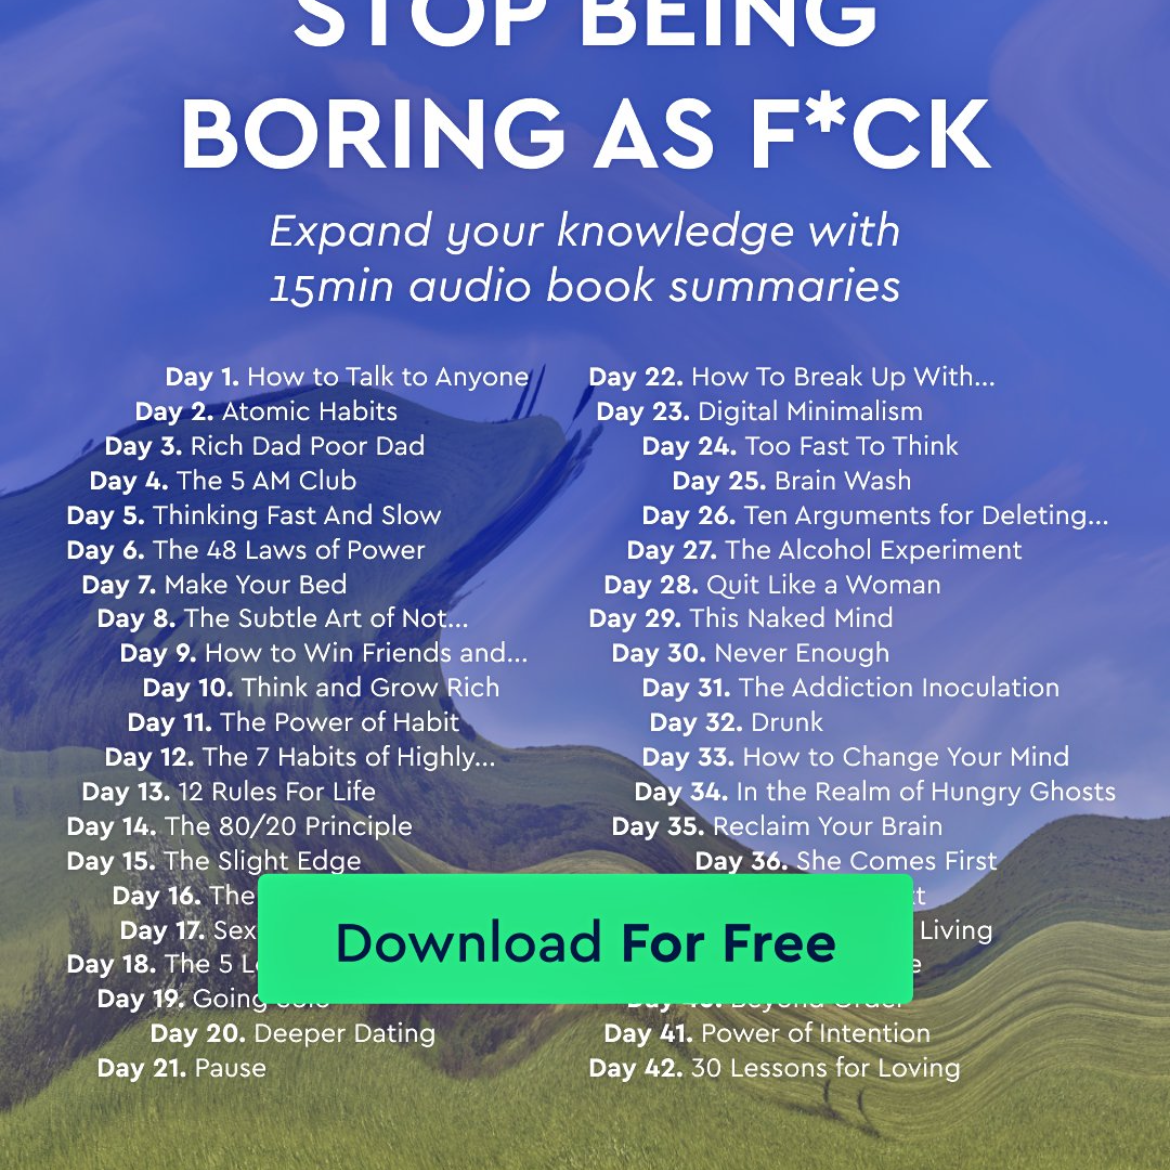 STOP BEING
BORING AS F*CK
Expand your knowledge with
15min audio book summaries
Day 1. How to Talk to Anyone
Day 2. Atomic Habits
Day 3. Rich Dad Poor Dad
Day 4. The 5 AM Club
Day 5. Thinking Fast And Slow
Day 6. The 48 Laws of Power
Day 7. Make Your Bed
Day 8. The Subtle Art of Not...
Day 9. How to Win Friends and...
Day 10. Think and Grow Rich
Day 11. The Power of Habit
Day 12. The 7 Habits of Highly...
Day 13. 12 Rules For Life
Day 14. The 80/20 Principle
Day 15. The Slight Edge
Day 16. The
Day 17. Sex
Day 18. The 5
Day 19. Going Solo
Day 20. Deeper Dating
Day 21. Pause
Day 22. How To Break Up With...
Day 23. Digital Minimalism
Day 24. Too Fast To Think
Day 25. Brain Wash
Day 26. Ten Arguments for Deleting...
Day 27. The Alcohol Experiment
Day 28. Quit Like a Woman
Day 29. This Naked Mind
Day 30. Never Enough
Day 31. The Addiction Inoculation
Day 32. Drunk
Day 33. How to Change Your Mind
Day 34. In the Realm of Hungry Ghosts
Day 35. Reclaim Your Brain
Day 36. She Comes First
Living
Day 40. Beyond Order
Day 41. Power of Intention
Day 42. 30 Lessons for Loving
Download For Free